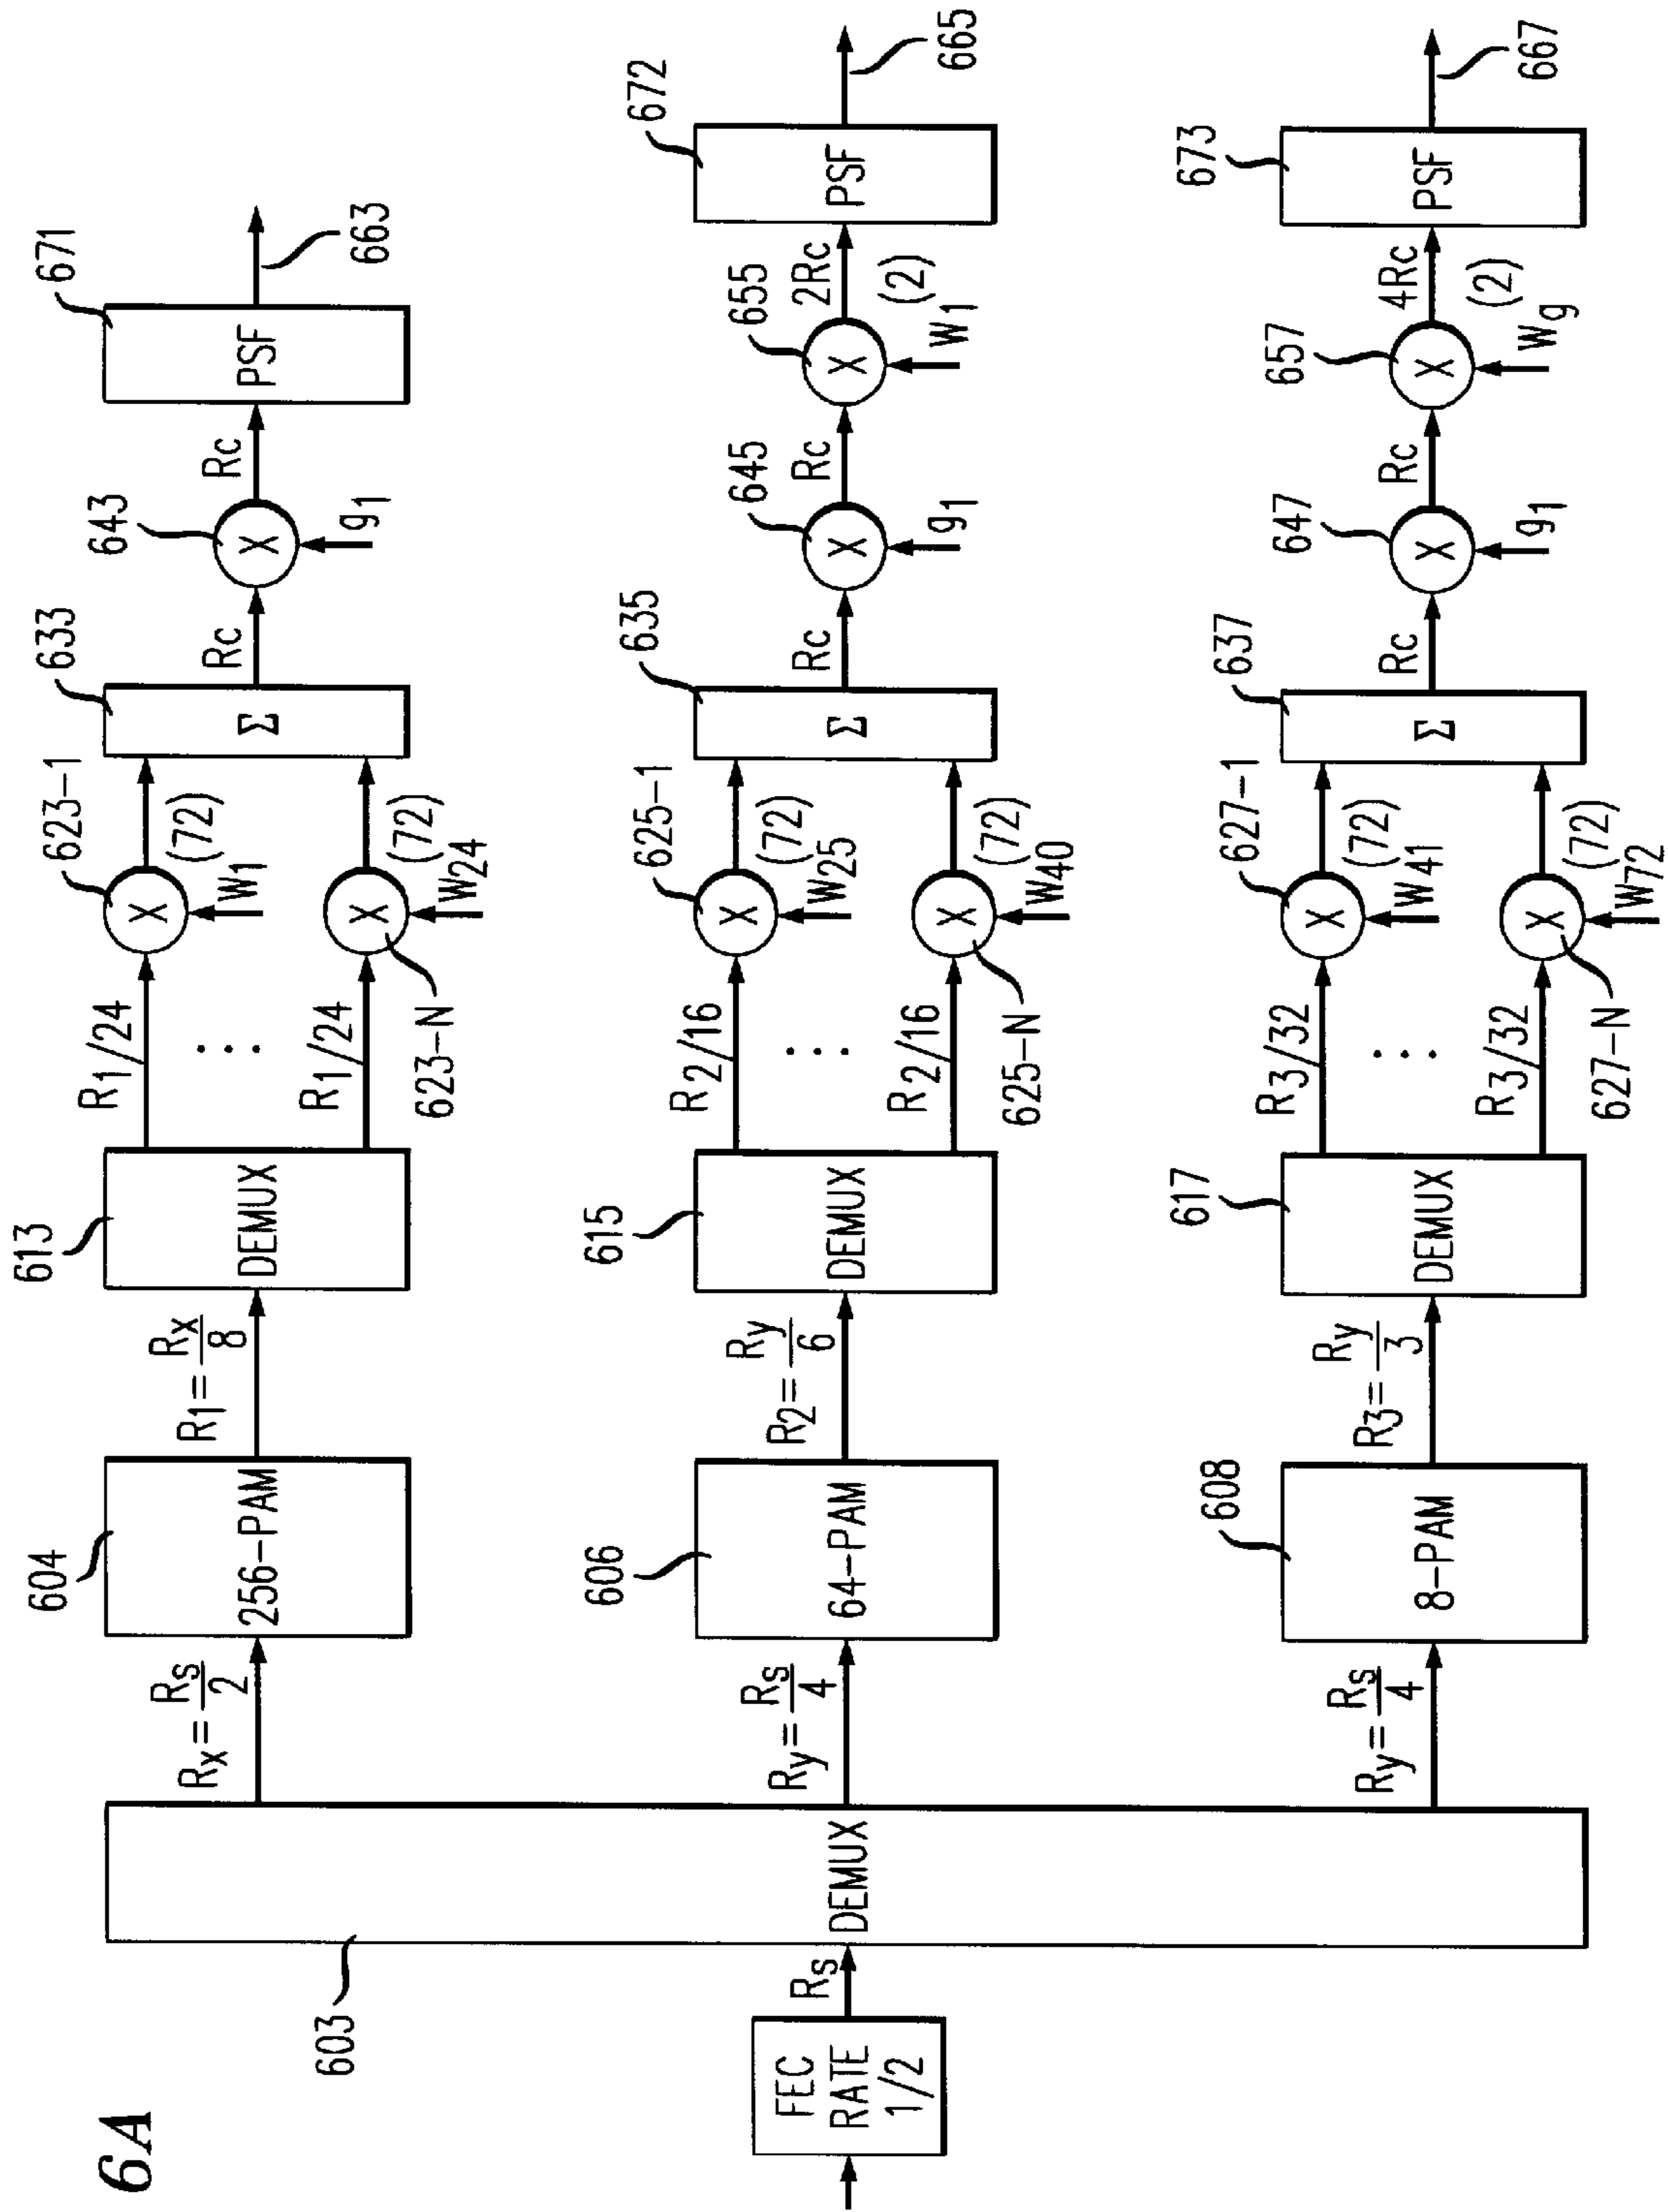 6A
FEC
RATE
1/2
Rs
603
DEMUX
Rx = Rs/2
604
256-PAM
R1 = Rx/8
613
DEMUX
R1/24
...
R1/24
623-1
X
(72)
W1
623-N
X
(72)
W24
633
Σ
Rc
643
X
g1
Rc
671
PSF
663
Ry = Rs/4
606
64-PAM
R2 = Ry/6
615
DEMUX
R2/16
...
R2/16
625-1
X
(72)
W25
625-N
X
(72)
W40
635
Σ
Rc
645
X
g1
Rc
655
X
W1
(2)
2Rc
672
PSF
665
Ry = Rs/4
608
8-PAM
R3 = Ry/3
617
DEMUX
R3/32
...
R3/32
627-1
X
(72)
W41
627-N
X
(72)
W72
637
Σ
Rc
647
X
g1
Rc
657
X
Wg
(2)
4Rc
673
PSF
667